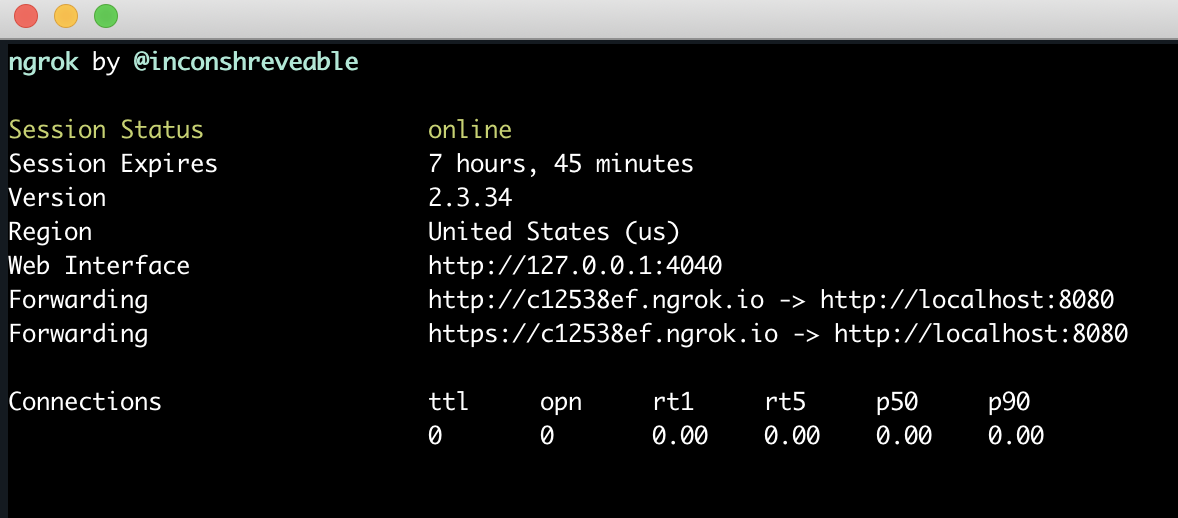 ngrok by @inconshreveable
Session Status online
Session Expires 7 hours, 45 minutes
Version 2.3.34
Region United States (us)
Web Interface http://127.0.0.1:4040
Forwarding http://c12538ef.ngrok.io -> http://localhost:8080
Forwarding https://c12538ef.ngrok.io -> http://localhost:8080
Connections ttl opn rt1 rt5 p50 p90
0 0 0.00 0.00 0.00 0.00